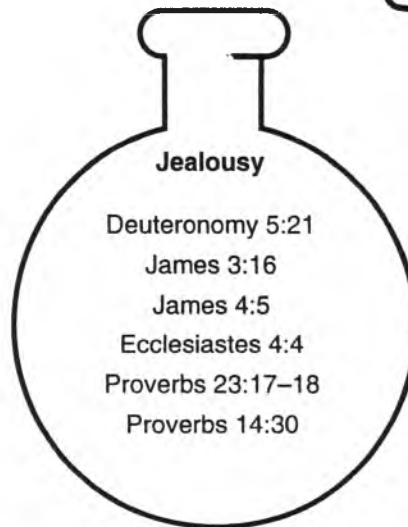 Jealousy
Deuteronomy 5:21
James 3:16
James 4:5
Ecclesiastes 4:4
Proverbs 23:17–18
Proverbs 14:30